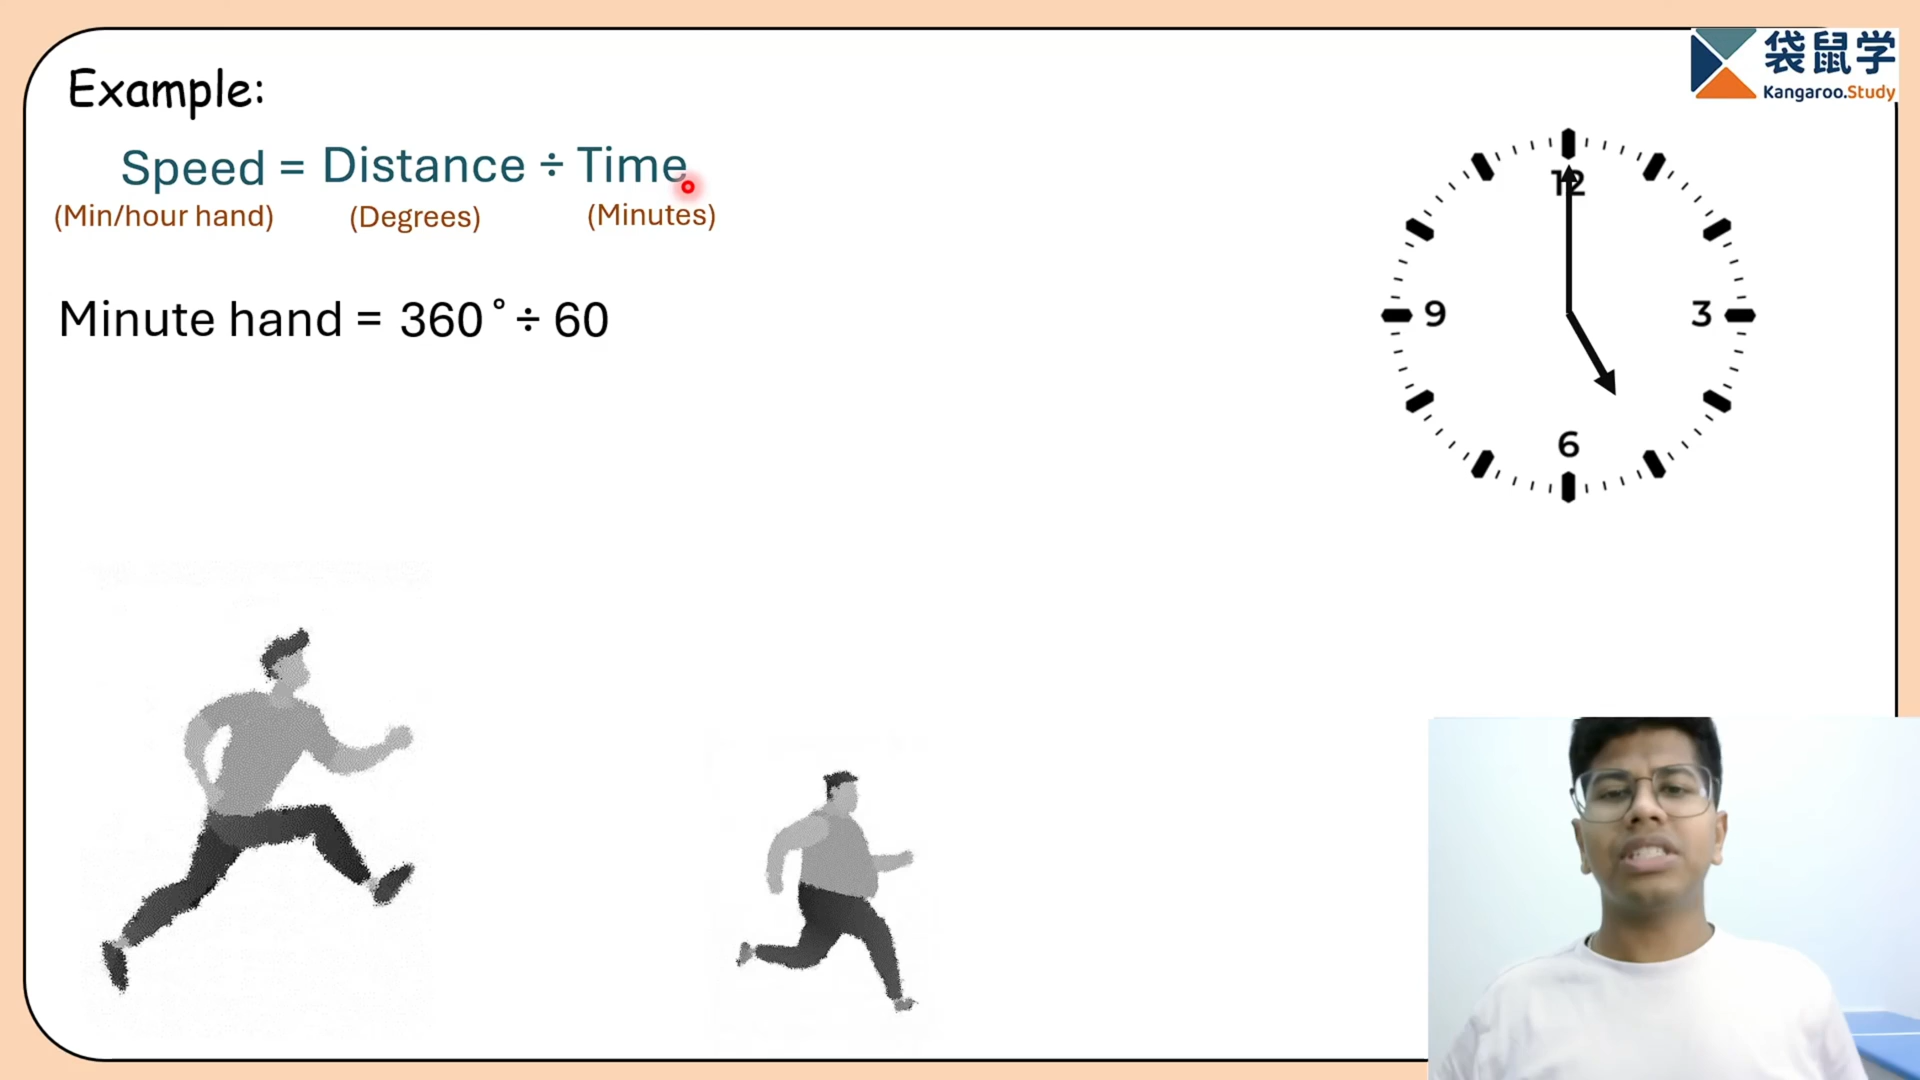 Example:
袋鼠学
Kangaroo.Study
Speed = Distance ÷ Time
(Min/hour hand) (Degrees) (Minutes)
Minute hand = 360° ÷ 60
12
9 3
6